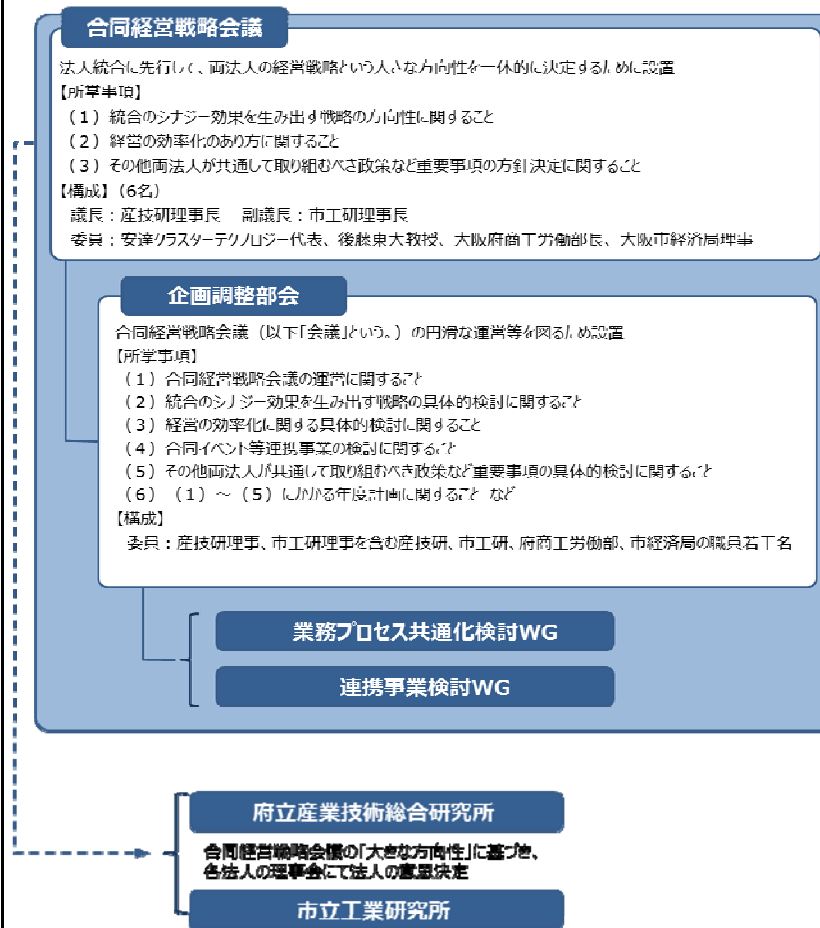 合同経営戦略会議
法人統合に先行して、両法人の経営戦略という大きな方向性を一体的に決定するために設置
【所掌事項】
（１）統合のシナジー効果を生み出す戦略の方向性に関すること
（２）経営の効率化のあり方に関すること
（３）その他両法人が共通して取り組むべき政策など重要事項の方針決定に関すること
【構成】（6名）
議長：産技研理事長　副議長：市工研理事長
委員：安達クラスターテクノロジー代表、後藤東大教授、大阪府商工労働部長、大阪市経済局理事
企画調整部会
合同経営戦略会議（以下「会議」という。）の円滑な運営等を図るため設置
【所掌事項】
（１）合同経営戦略会議の運営に関すること
（２）統合のシナジー効果を生み出す戦略の具体的検討に関すること
（３）経営の効率化に関する具体的検討に関すること
（４）合同イベント等連携事業の検討に関すること
（５）その他両法人が共通して取り組むべき政策など重要事項の具体的検討に関すること
（６）（１）～（５）にかかる年度計画に関すること など
【構成】
委員：産技研理事、市工研理事を含む産技研、市工研、府商工労働部、市経済局の職員若干名
業務プロセス共通化検討WG
連携事業検討WG
府立産業技術総合研究所
合同経営戦略会議の「大きな方向性」に基づき、
各法人の理事会にて法人の意思決定
市立工業研究所